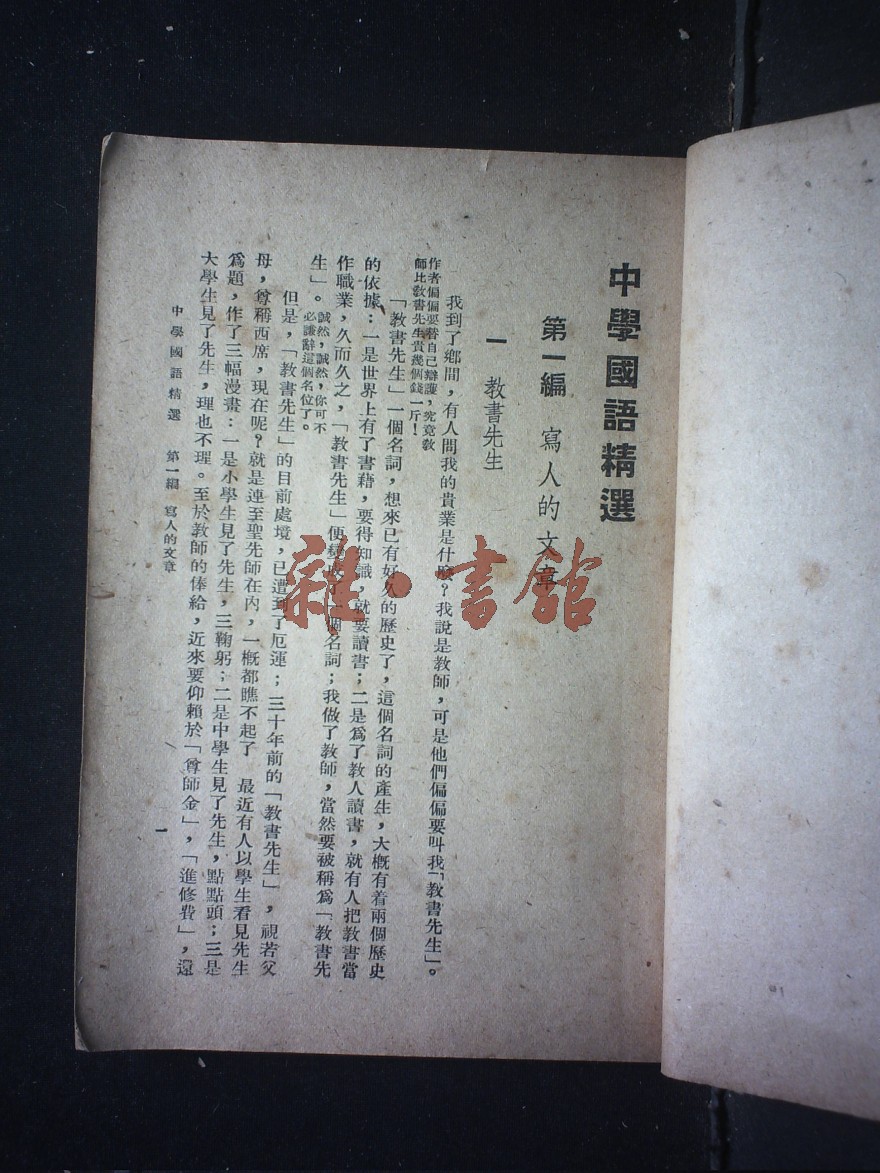 中學國語精選
第一編 寫人的文章
一 教書先生
我到了鄉間，有人問我的貴業是什麼？我說是教師，可是他們偏偏要叫我「教書先生」。
作者偏偏要替自己辯護，究竟教
師比教書先生貴幾個錢一斤！
「教書先生」一個名詞，想來已有好久的歷史了，這個名詞的產生，大概有着兩個歷史
的依據：一是世界上有了書藉，要得知識 就要讀書；二是爲了教人讀書，就有人把教書當
作職業，久而久之，「教書先生」便變成了一個名詞；我做了教師，當然要被稱爲「教書先
生」。
誠然，誠然，你可不
必謙辭這個名位了。
但是，「教書先生」的目前處境，已遭到了厄運；三十年前的「教書先生」，視若父
母，尊稱西席，現在呢？就是連至聖先師在內，一概都瞧不起了 最近有人以學生看見先生
爲題，作了三幅漫畫：一是小學生見了先生，三鞠躬；二是中學生見了先生，點點頭；三是
大學生見了先生，理也不理。至於教師的俸給，近來要仰賴於「尊師金」，「進修費」，還
中學國語精選 第一編 寫人的文章
一
雜·書館